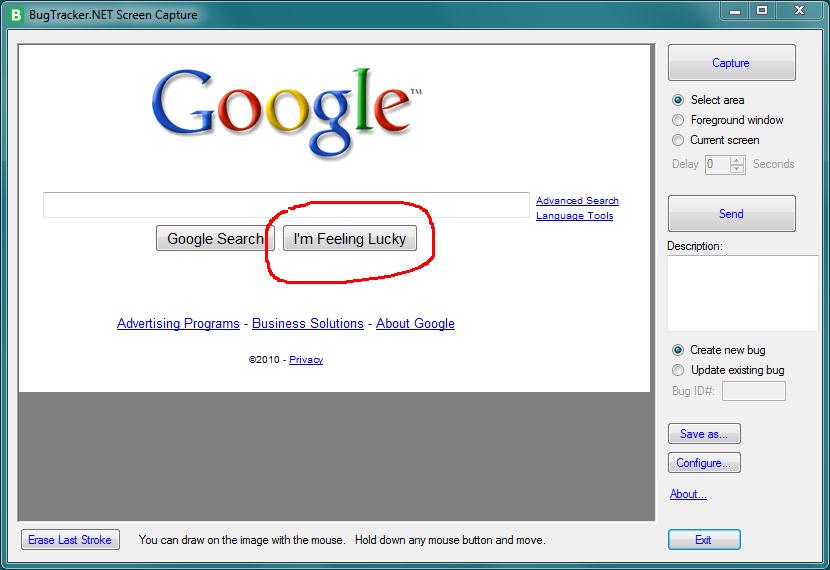 BugTracker.NET Screen Capture
Google™
Advanced Search
Language Tools
Google Search
I'm Feeling Lucky
Advertising Programs - Business Solutions - About Google
©2010 - Privacy
Capture
Select area
Foreground window
Current screen
Delay 0 Seconds
Send
Description:
Create new bug
Update existing bug
Bug ID#:
Save as...
Configure...
About...
Erase Last Stroke
You can draw on the image with the mouse. Hold down any mouse button and move.
Exit